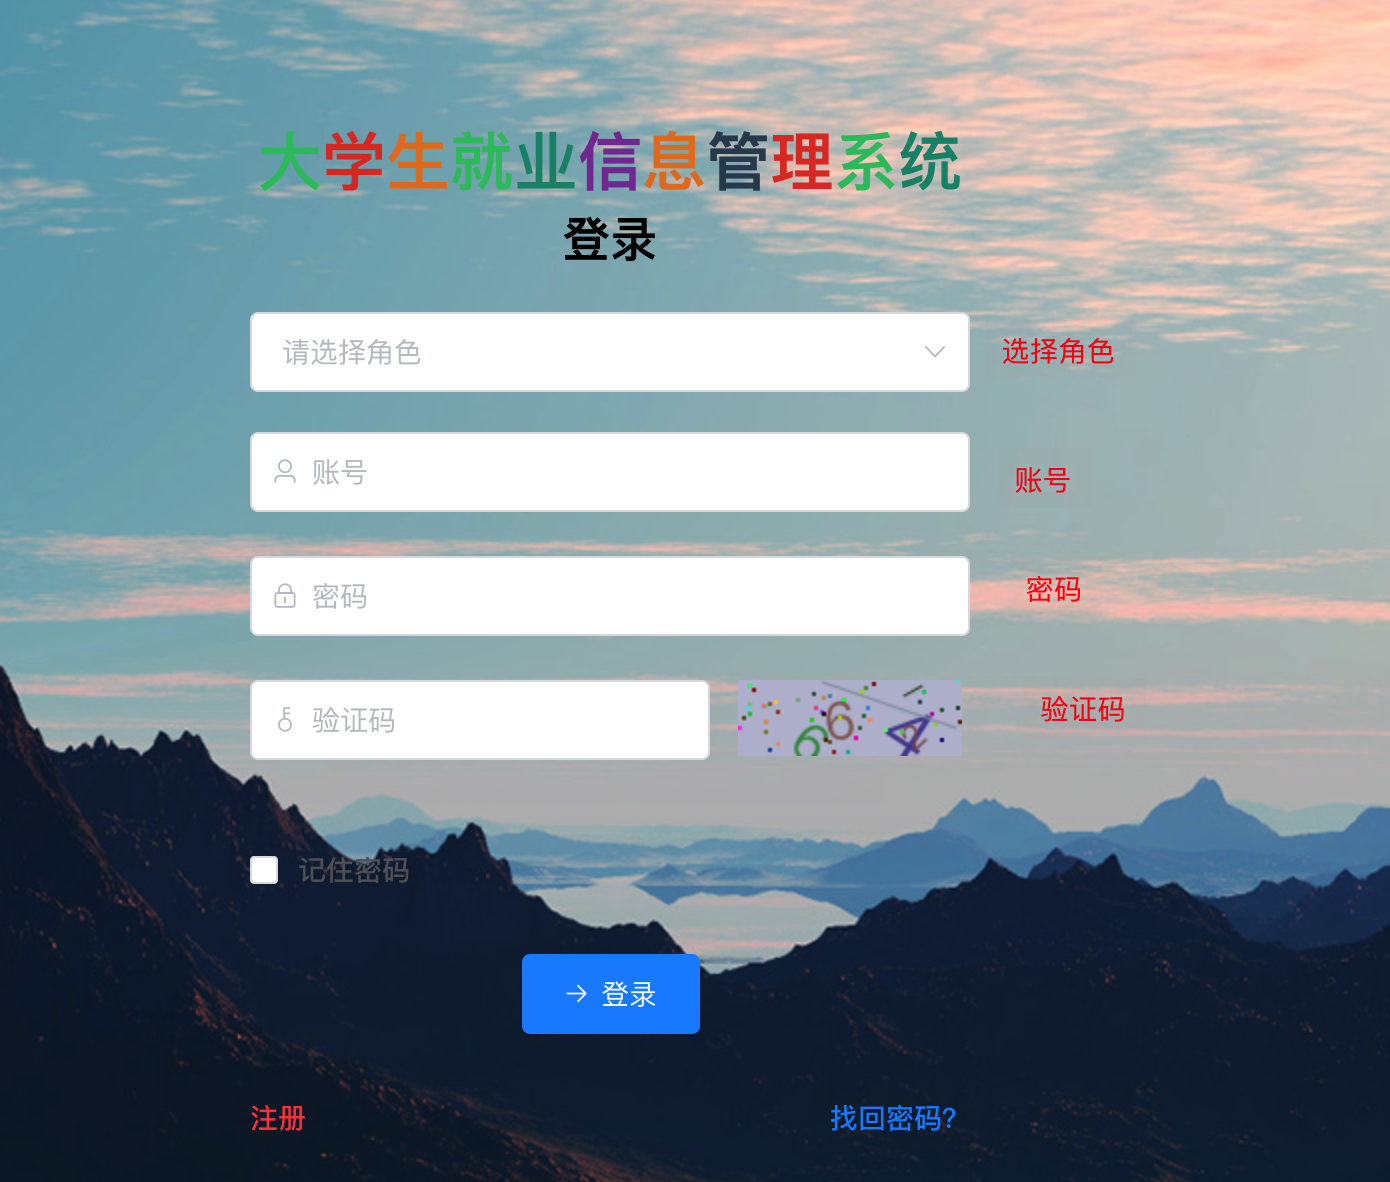 大学生就业信息管理系统
登录
请选择角色 选择角色
账号 账号
密码 密码
验证码 验证码
记住密码
登录
注册 找回密码?